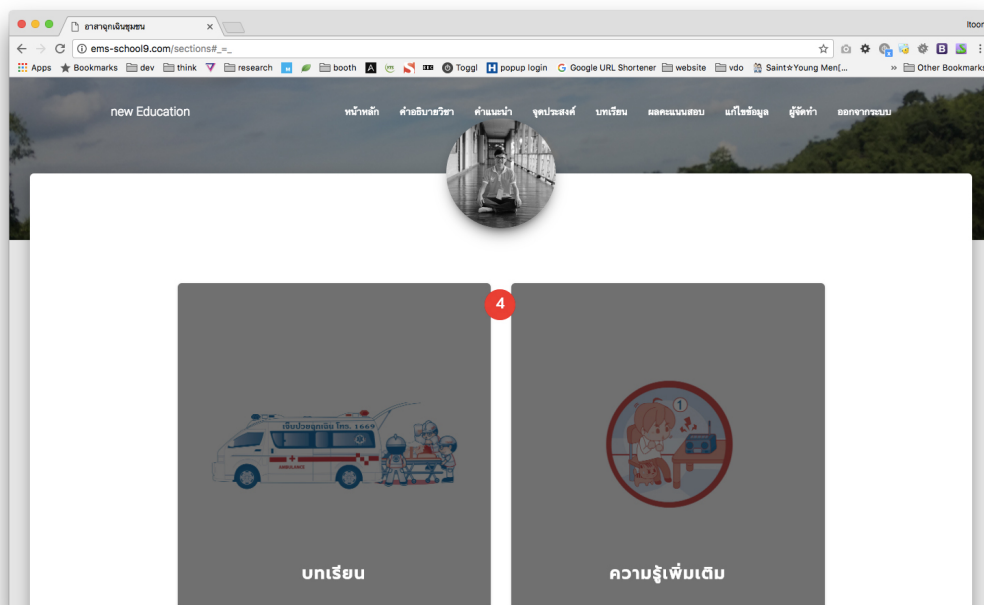 อาสาฉุกเฉินชุมชน
Itoon
ems-school9.com/sections#_=_
Apps Bookmarks dev think research booth Toggl popup login Google URL Shortener website vdo Saint☆Young Men[... » Other Bookmarks
new Education หน้าหลัก คำอธิบายวิชา คำแนะนำ จุดประสงค์ บทเรียน ผลคะแนนสอบ แก้ไขข้อมูล ผู้จัดทำ ออกจากระบบ
4
เจ็บป่วยฉุกเฉิน โทร. 1669
AMBULANCE
1
บทเรียน ความรู้เพิ่มเติม